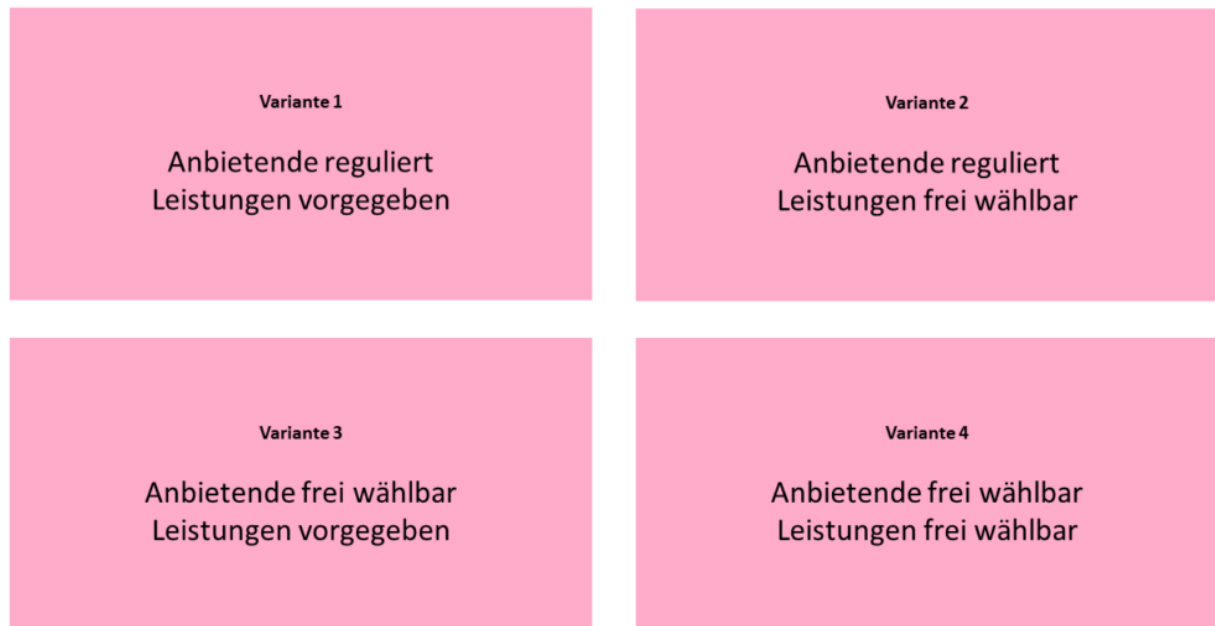 Variante 1
Anbietende reguliert
Leistungen vorgegeben
Variante 2
Anbietende reguliert
Leistungen frei wählbar
Variante 3
Anbietende frei wählbar
Leistungen vorgegeben
Variante 4
Anbietende frei wählbar
Leistungen frei wählbar